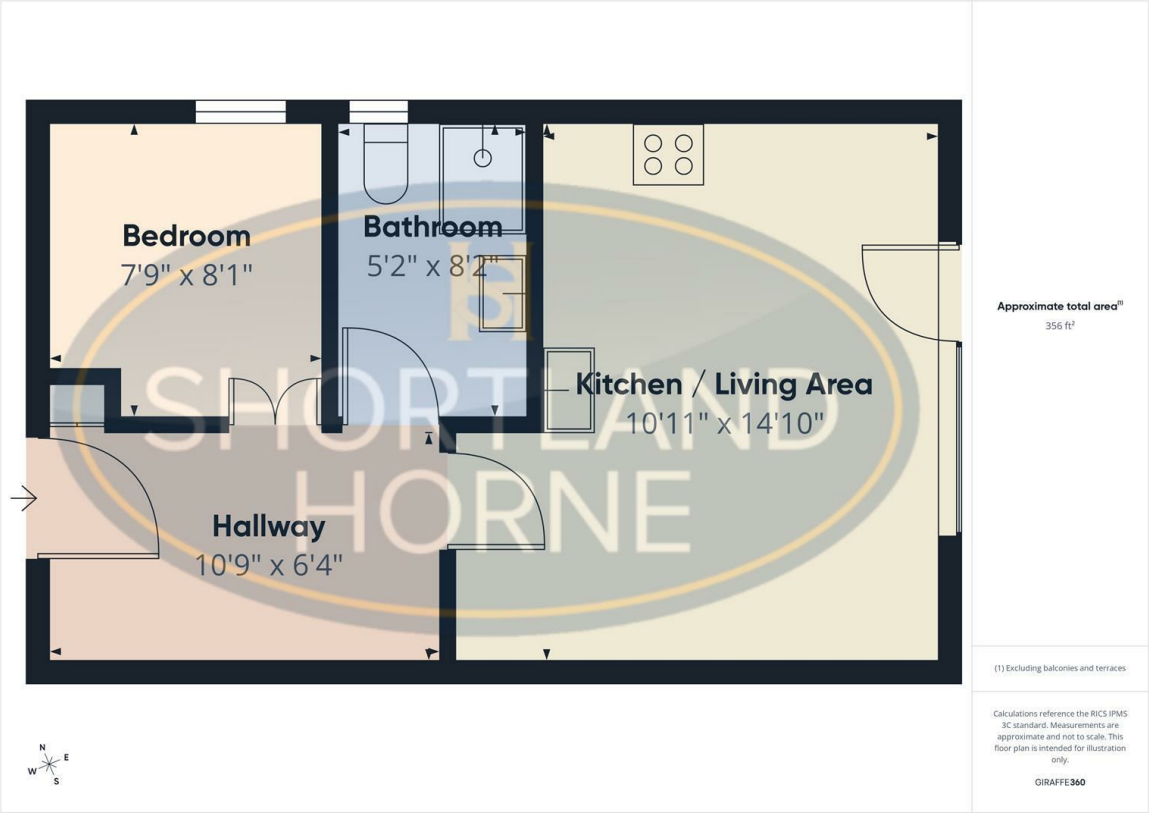 Bedroom
7'9" x 8'1"
Bathroom
5'2" x 8'2"
Kitchen / Living Area
10'11" x 14'10"
Hallway
10'9" x 6'4"
SH
SHORTLAND
HORNE
N
E
W
S
Approximate total area(1)
356 ft²
(1) Excluding balconies and terraces
Calculations reference the RICS IPMS
3C standard. Measurements are
approximate and not to scale. This
floor plan is intended for illustration
only.
GIRAFFE360